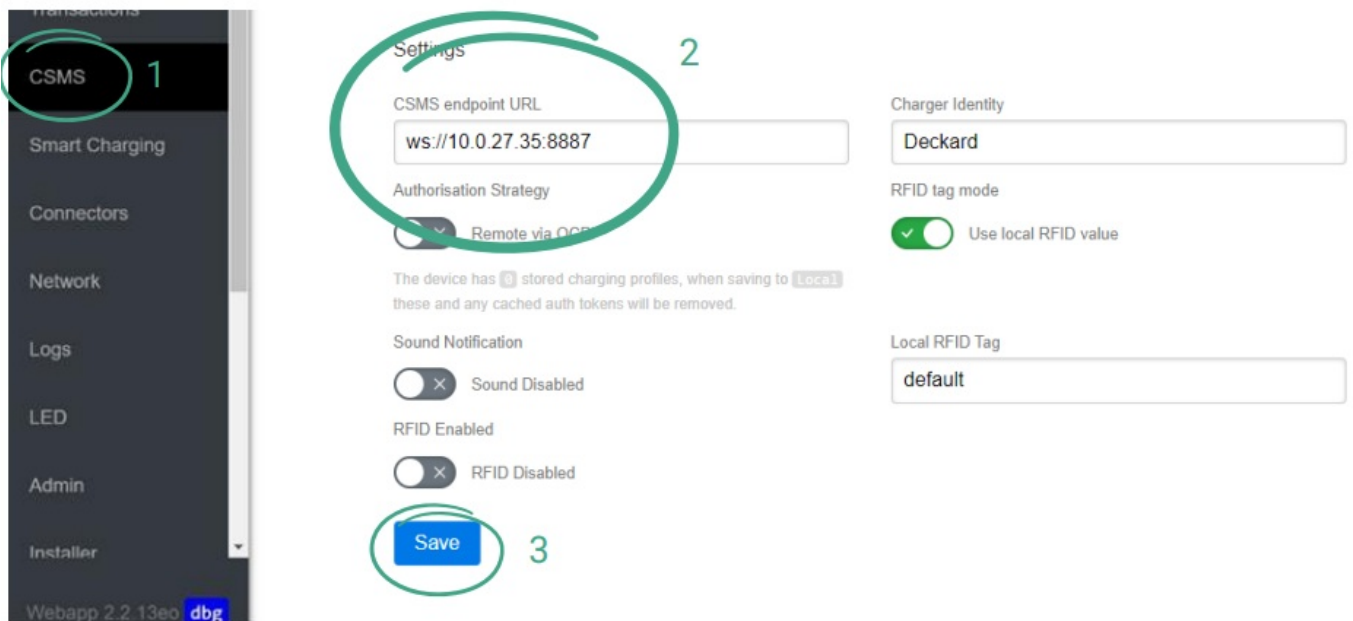 Transactions
CSMS
1
Smart Charging
Connectors
Network
Logs
LED
Admin
Installer
Webapp 2.2.13eo dbg
Settings
2
CSMS endpoint URL
ws://10.0.27.35:8887
Charger Identity
Deckard
Authorisation Strategy
Remote via
RFID tag mode
Use local RFID value
The device has 0 stored charging profiles, when saving to Local
these and any cached auth tokens will be removed.
Sound Notification
Sound Disabled
Local RFID Tag
default
RFID Enabled
RFID Disabled
Save
3